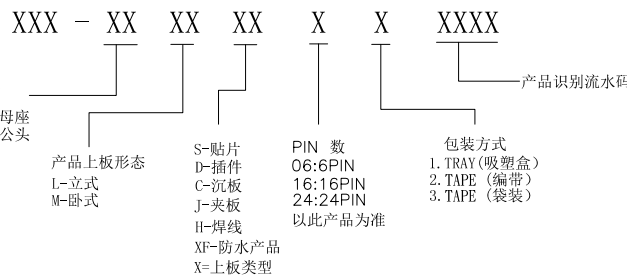 XXX - XX XX XX X X XXXX
产品识别流水码
母座
公头
产品上板形态
L-立式
M-卧式
S-贴片
D-插件
C-沉板
J-夹板
H-焊线
XF-防水产品
X=上板类型
PIN 数
06:6PIN
16:16PIN
24:24PIN
以此产品为准
包装方式
1. TRAY(吸塑盒)
2. TAPE (编带)
3. TAPE (袋装)